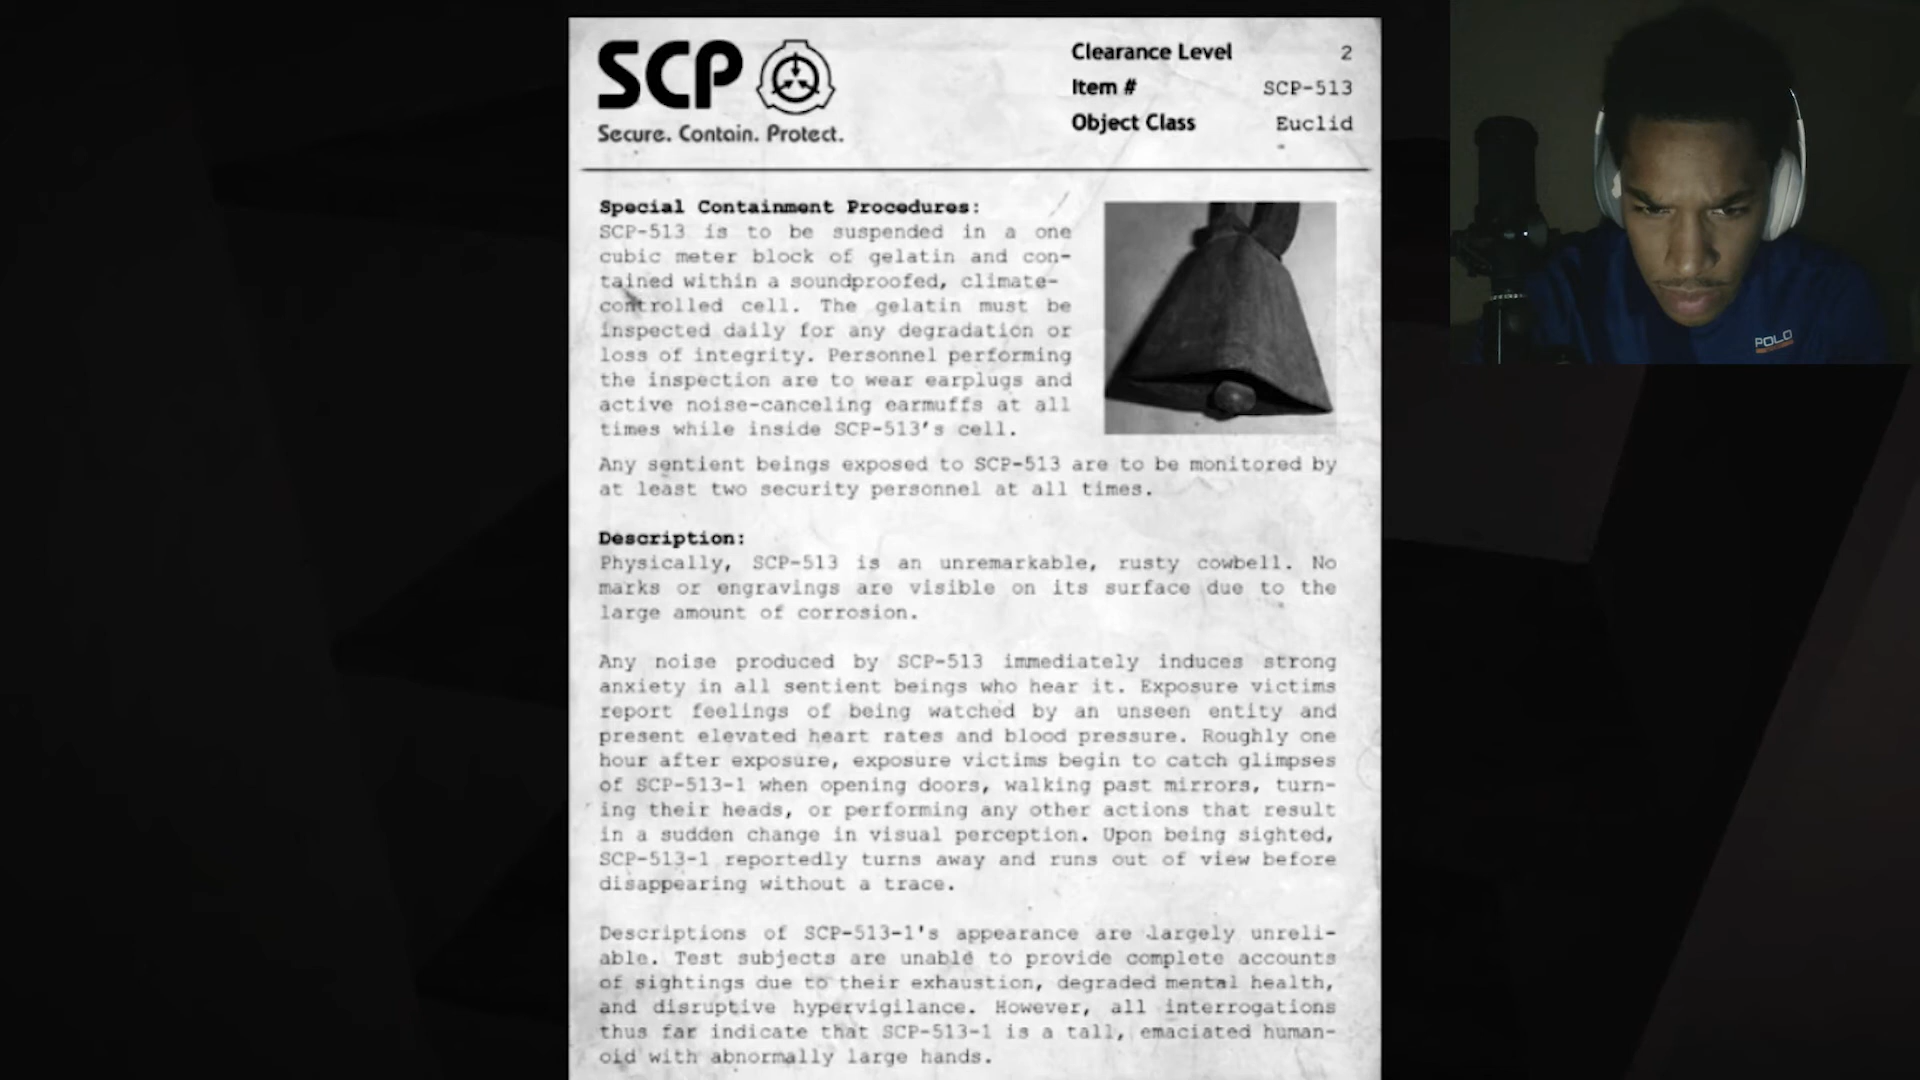 SCP
Secure. Contain. Protect.
Clearance Level 2
Item # SCP-513
Object Class Euclid
Special Containment Procedures:
SCP-513 is to be suspended in a one
cubic meter block of gelatin and con-
tained within a soundproofed, climate-
controlled cell. The gelatin must be
inspected daily for any degradation or
loss of integrity. Personnel performing
the inspection are to wear earplugs and
active noise-canceling earmuffs at all
times while inside SCP-513's cell.
Any sentient beings exposed to SCP-513 are to be monitored by
at least two security personnel at all times.
Description:
Physically, SCP-513 is an unremarkable, rusty cowbell. No
marks or engravings are visible on its surface due to the
large amount of corrosion.
Any noise produced by SCP-513 immediately induces strong
anxiety in all sentient beings who hear it. Exposure victims
report feelings of being watched by an unseen entity and
present elevated heart rates and blood pressure. Roughly one
hour after exposure, exposure victims begin to catch glimpses
of SCP-513-1 when opening doors, walking past mirrors, turn-
ing their heads, or performing any other actions that result
in a sudden change in visual perception. Upon being sighted,
SCP-513-1 reportedly turns away and runs out of view before
disappearing without a trace.
Descriptions of SCP-513-1's appearance are largely unreli-
able. Test subjects are unable to provide complete accounts
of sightings due to their exhaustion, degraded mental health,
and disruptive hypervigilance. However, all interrogations
thus far indicate that SCP-513-1 is a tall, emaciated human-
oid with abnormally large hands.
POLO